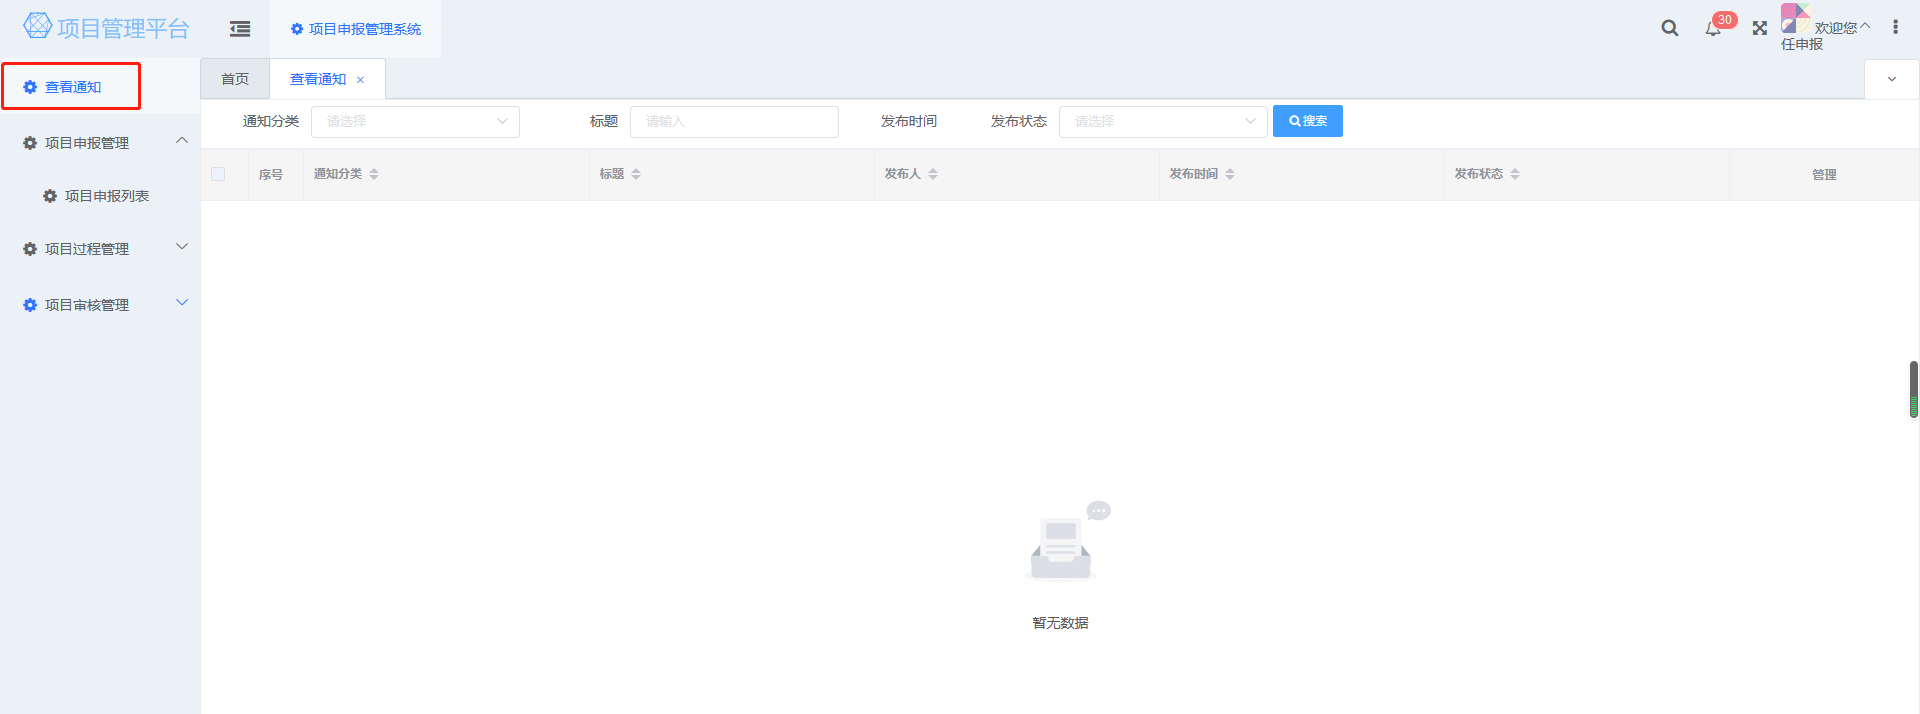 项目管理平台
项目申报管理系统
30
欢迎您
任申报
查看通知
项目申报管理
项目申报列表
项目过程管理
项目审核管理
首页
查看通知 ×
通知分类
请选择
标题
请输入
发布时间
发布状态
请选择
搜索
序号
通知分类
标题
发布人
发布时间
发布状态
管理
暂无数据